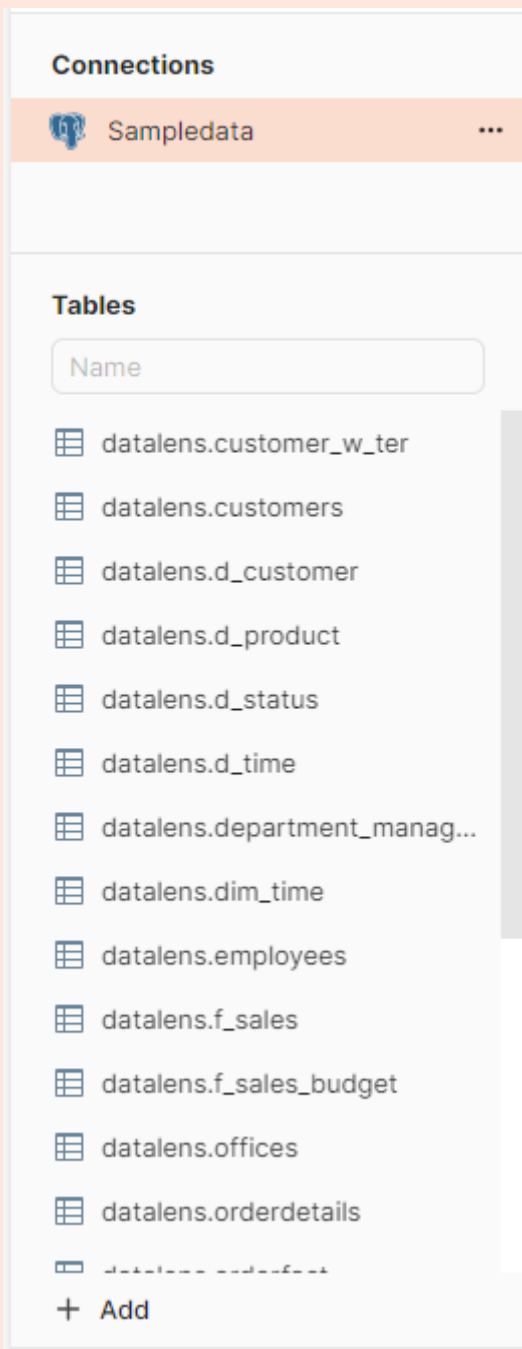 Connections
Sampledata
Tables
Name
datalens.customer_w_ter
datalens.customers
datalens.d_customer
datalens.d_product
datalens.d_status
datalens.d_time
datalens.department_manag...
datalens.dim_time
datalens.employees
datalens.f_sales
datalens.f_sales_budget
datalens.offices
datalens.orderdetails
+ Add